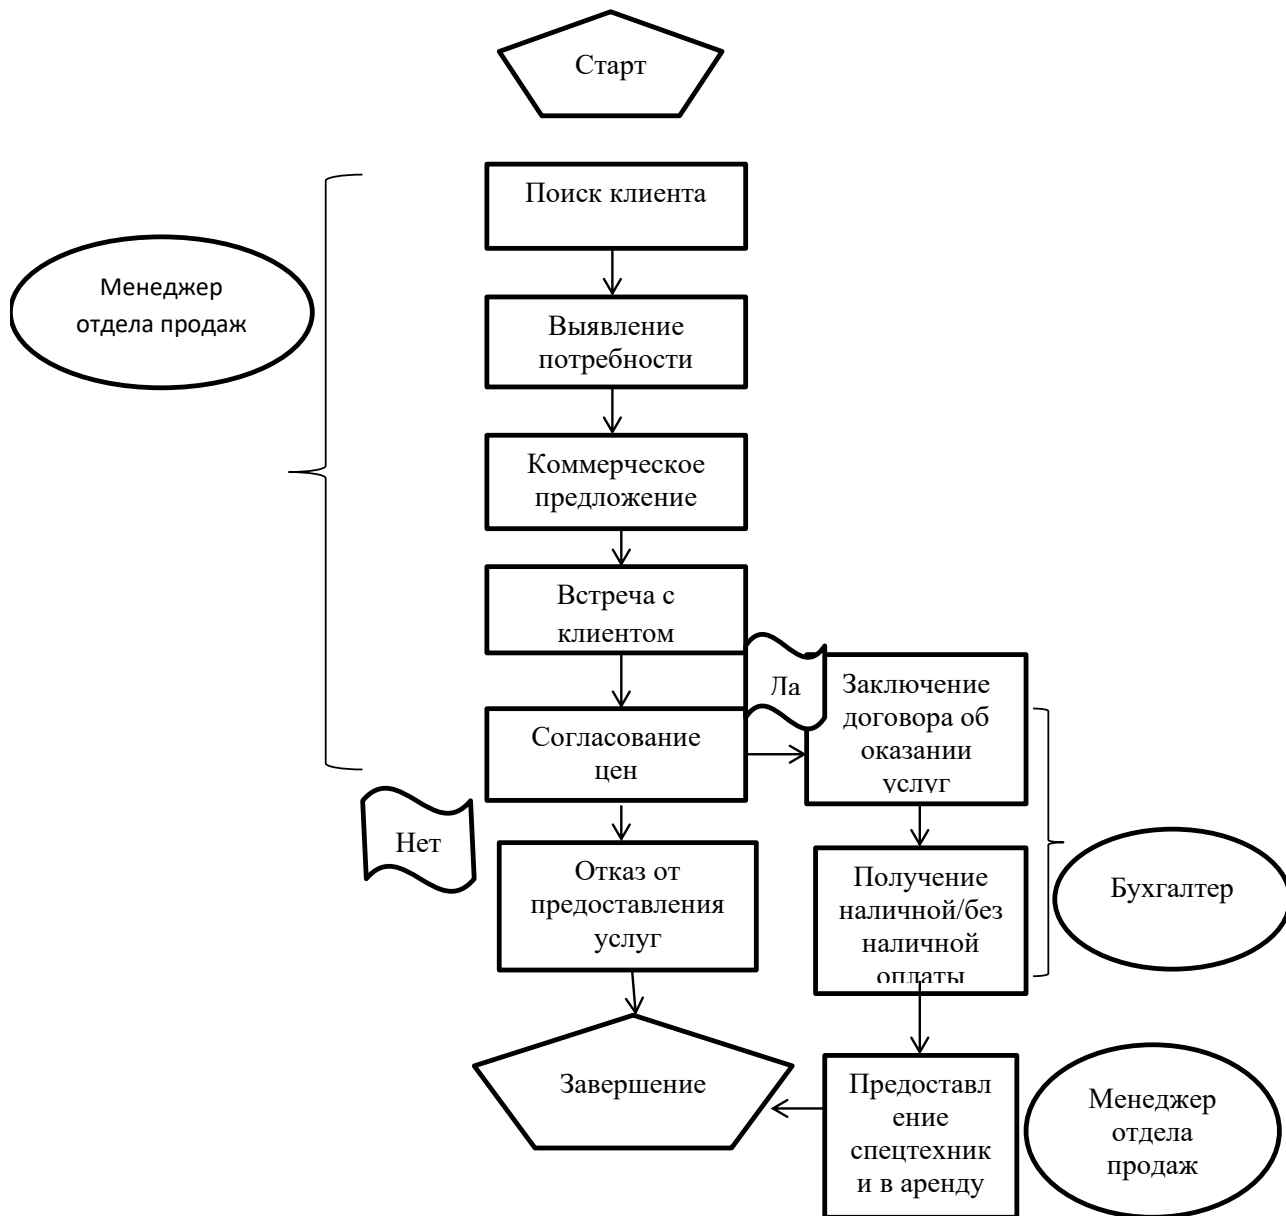 Старт
Поиск клиента
Менеджер
отдела продаж
Выявление
потребности
Коммерческое
предложение
Встреча с
клиентом
Ла
Заключение
договора об
оказании
услуг
Согласование
цен
Нет
Отказ от
предоставления
услуг
Получение
наличной/без
наличной
оплаты
Бухгалтер
Завершение
Предоставл
ение
спецтехник
и в аренду
Менеджер
отдела
продаж